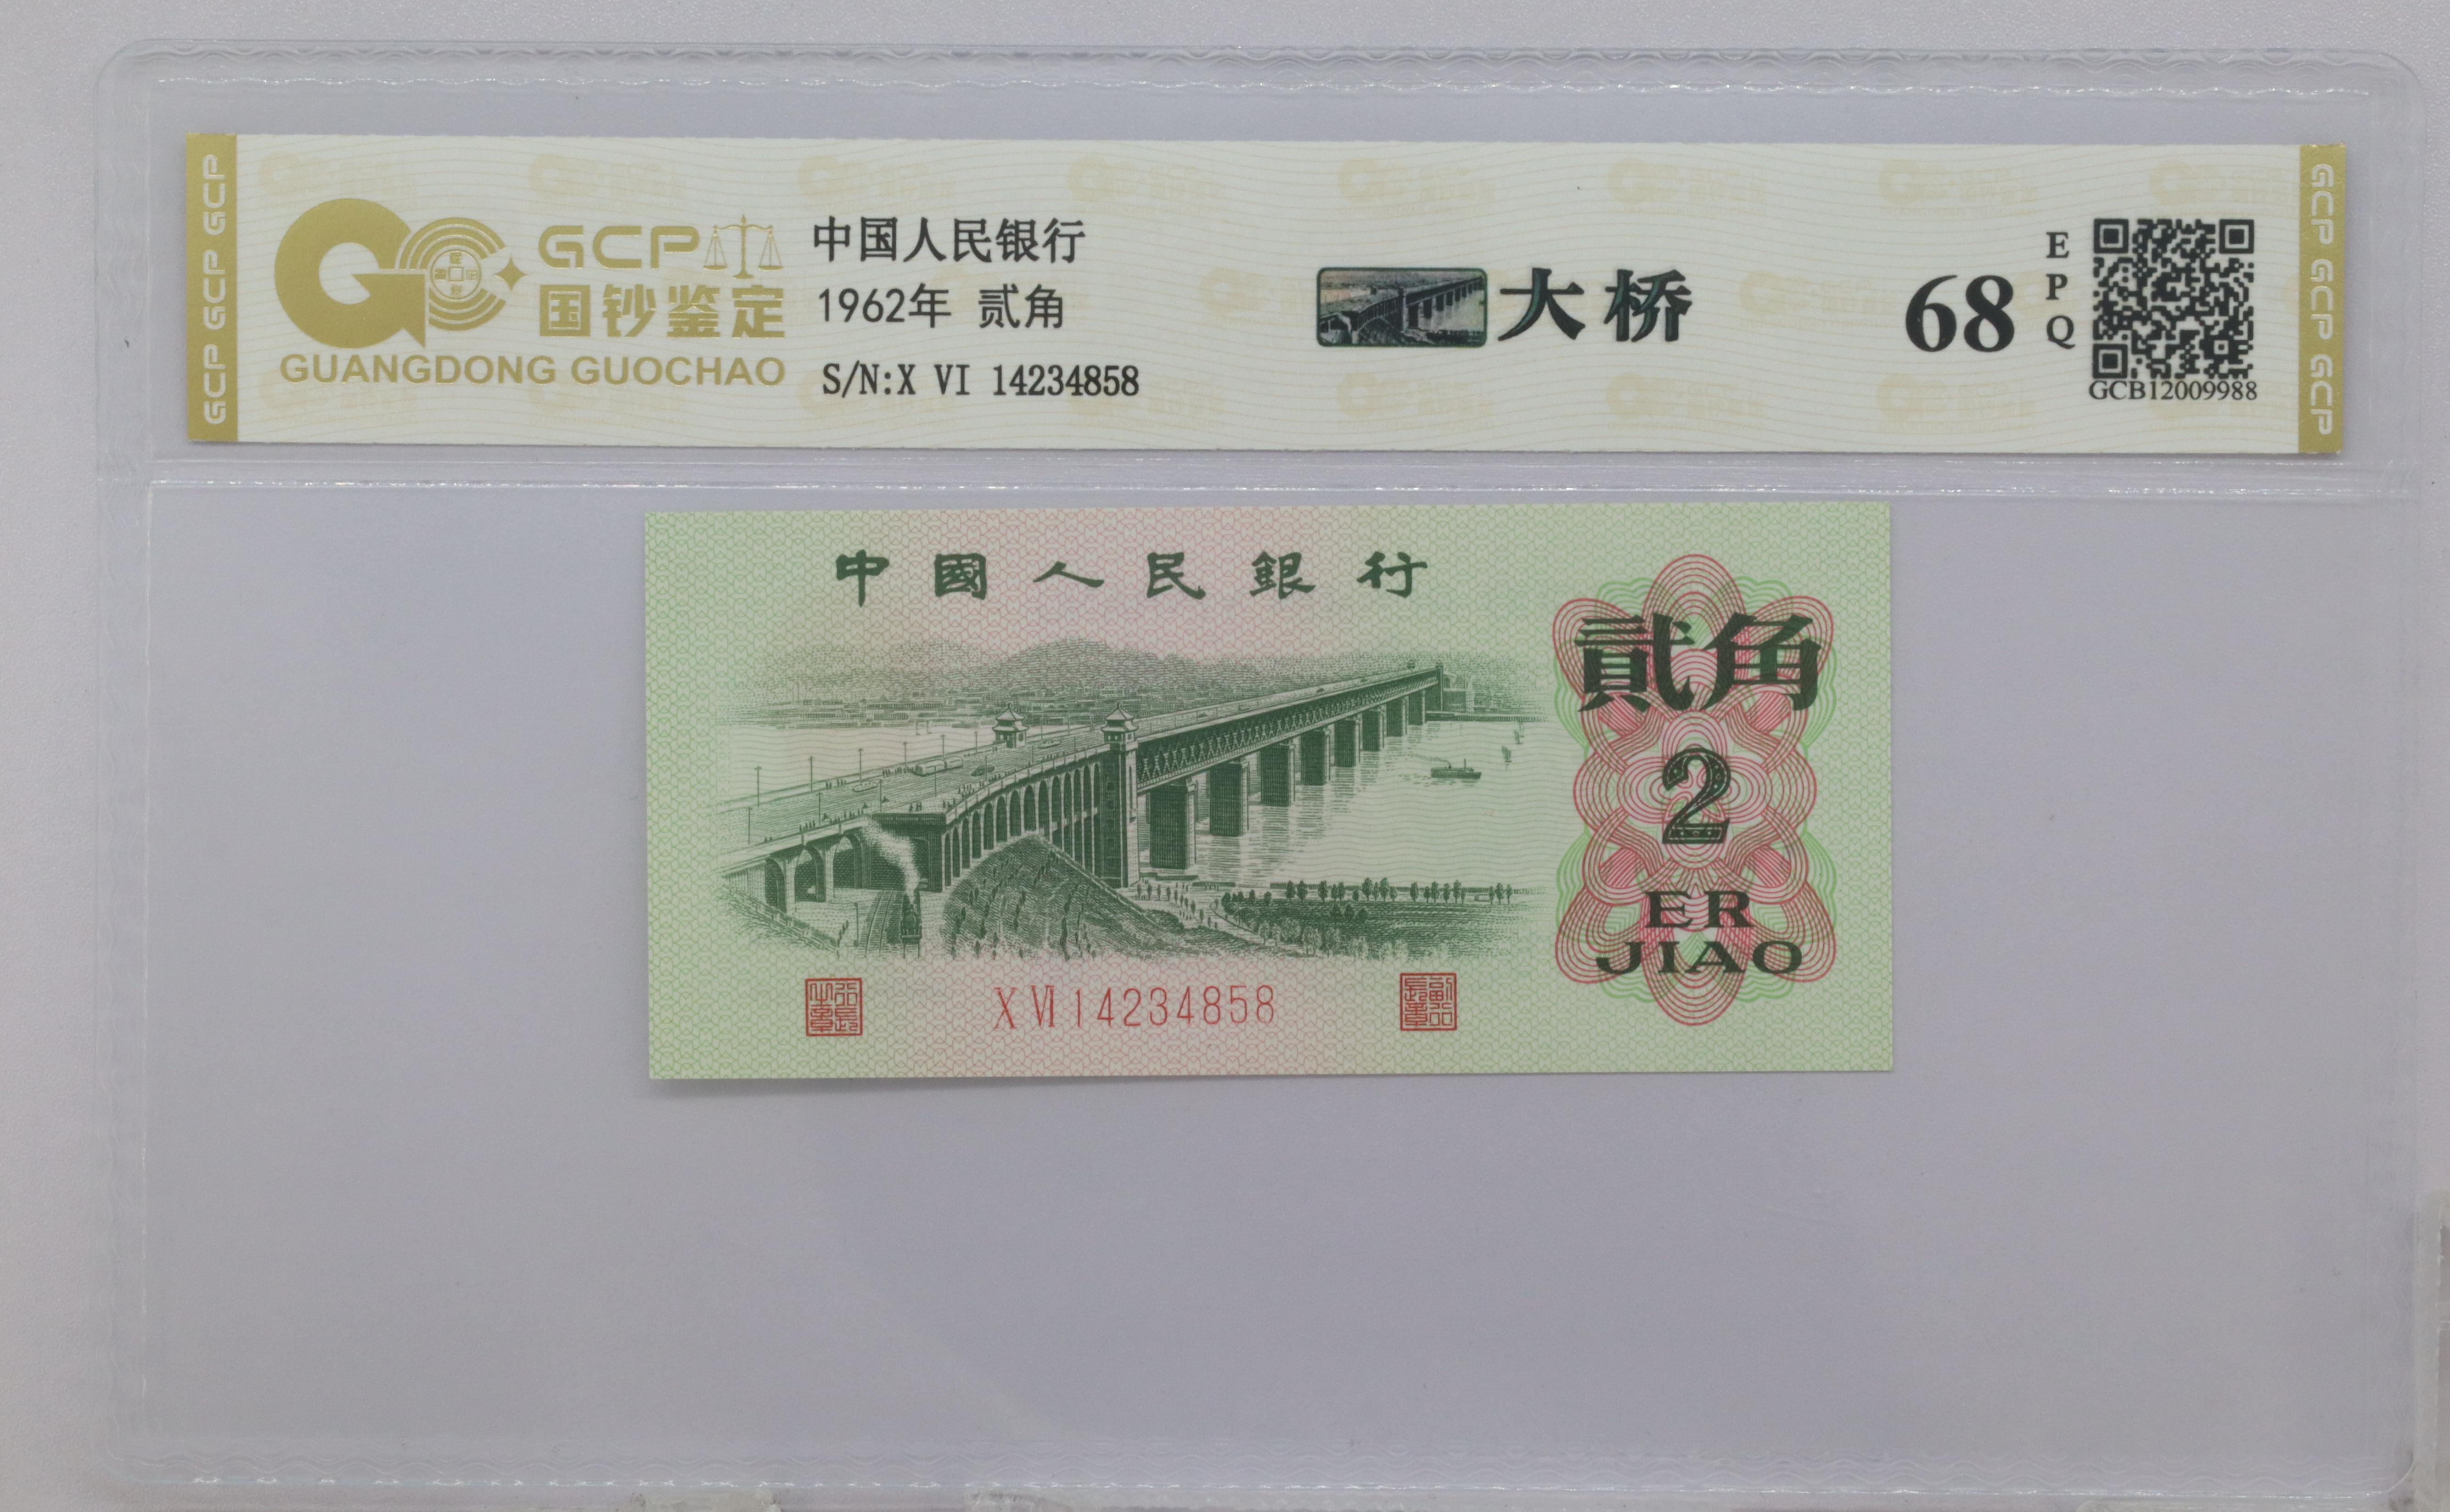 GCP GCP GCP
GCP
国钞鉴定
GUANGDONG GUOCHAO
中国人民银行
1962年 贰角
S/N:X VI 14234858
大桥
68
E
P
Q
GCB12009988
GCP GCP GCP
中國人民銀行
貳角
2
ER
JIAO
X VI 14234858